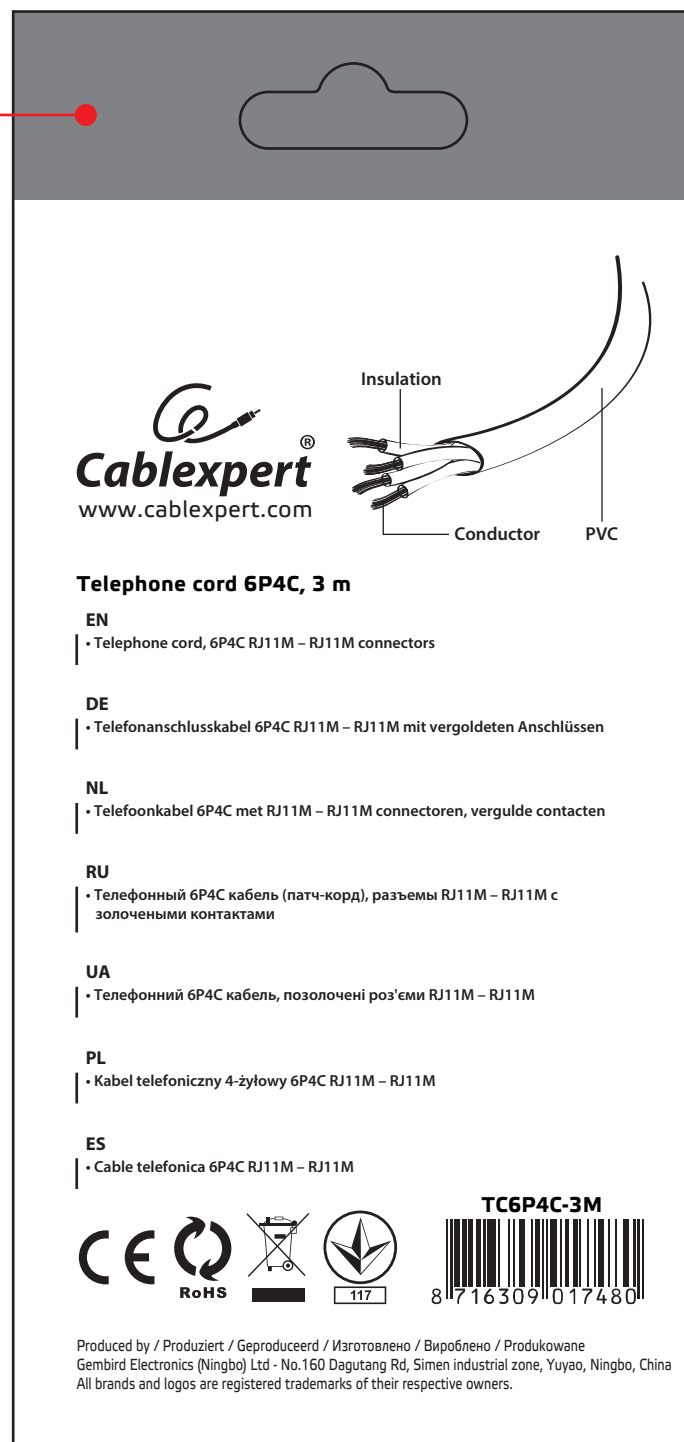 Insulation
Cablexpert ®
www.cablexpert.com
Conductor PVC
Telephone cord 6P4C, 3 m
EN
• Telephone cord, 6P4C RJ11M – RJ11M connectors
DE
• Telefonanschlusskabel 6P4C RJ11M – RJ11M mit vergoldeten Anschlüssen
NL
• Telefoonkabel 6P4C met RJ11M – RJ11M connectoren, vergulde contacten
RU
• Телефонный 6P4C кабель (патч-корд), разъемы RJ11M – RJ11M с
золочеными контактами
UA
• Телефонний 6P4C кабель, позолочені роз'єми RJ11M – RJ11M
PL
• Kabel telefoniczny 4-żyłowy 6P4C RJ11M – RJ11M
ES
• Cable telefonica 6P4C RJ11M – RJ11M
TC6P4C-3M
CE
RoHS
117
8 716309 017480
Produced by / Produziert / Geproduceerd / Изготовлено / Вироблено / Produkowane
Gembird Electronics (Ningbo) Ltd - No.160 Dagutang Rd, Simen industrial zone, Yuyao, Ningbo, China
All brands and logos are registered trademarks of their respective owners.